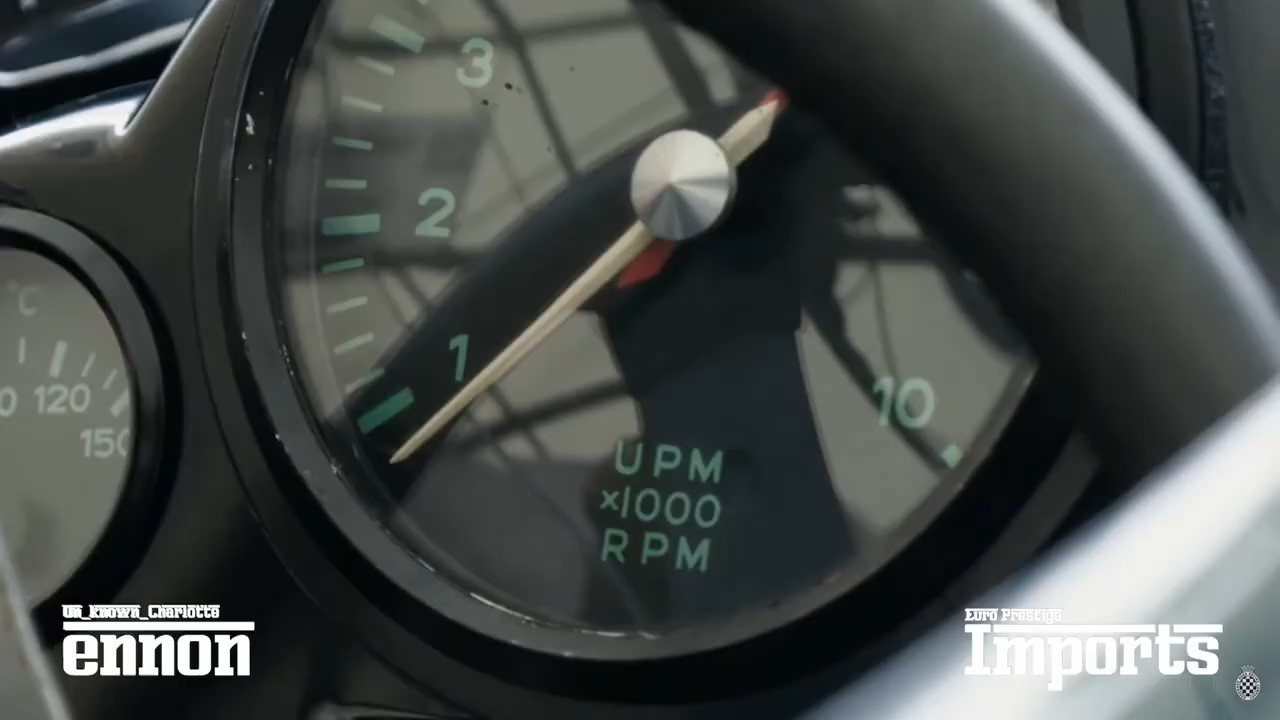 3
2
1
10
UPM
x1000
RPM
°C
120
150
Un_known_Charlotte
ennon
Euro Prestige
Imports